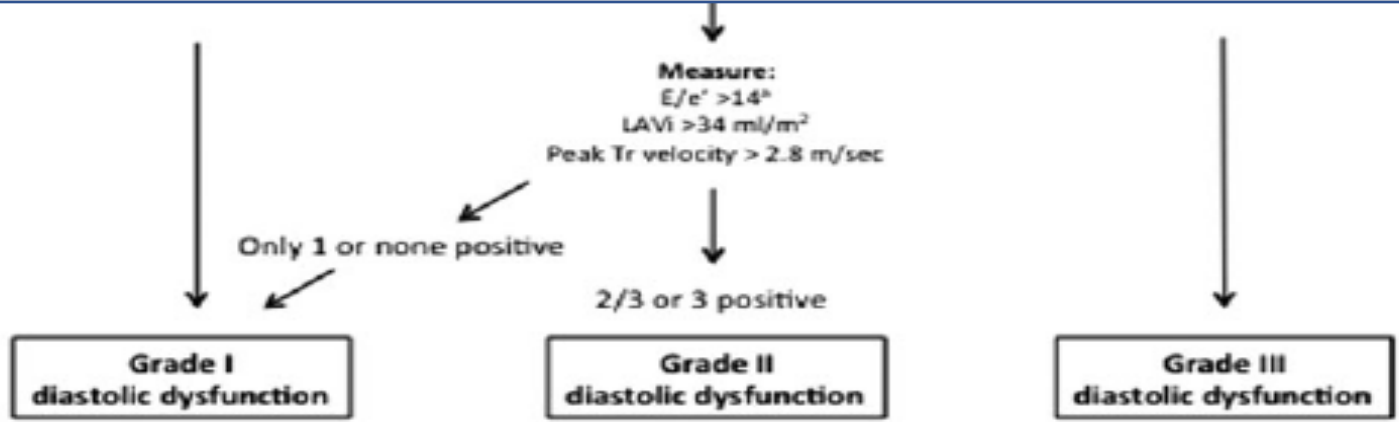 Measure:
E/e' >14ª
LAVi >34 ml/m²
Peak Tr velocity > 2.8 m/sec
Only 1 or none positive
2/3 or 3 positive
Grade I
diastolic dysfunction
Grade II
diastolic dysfunction
Grade III
diastolic dysfunction